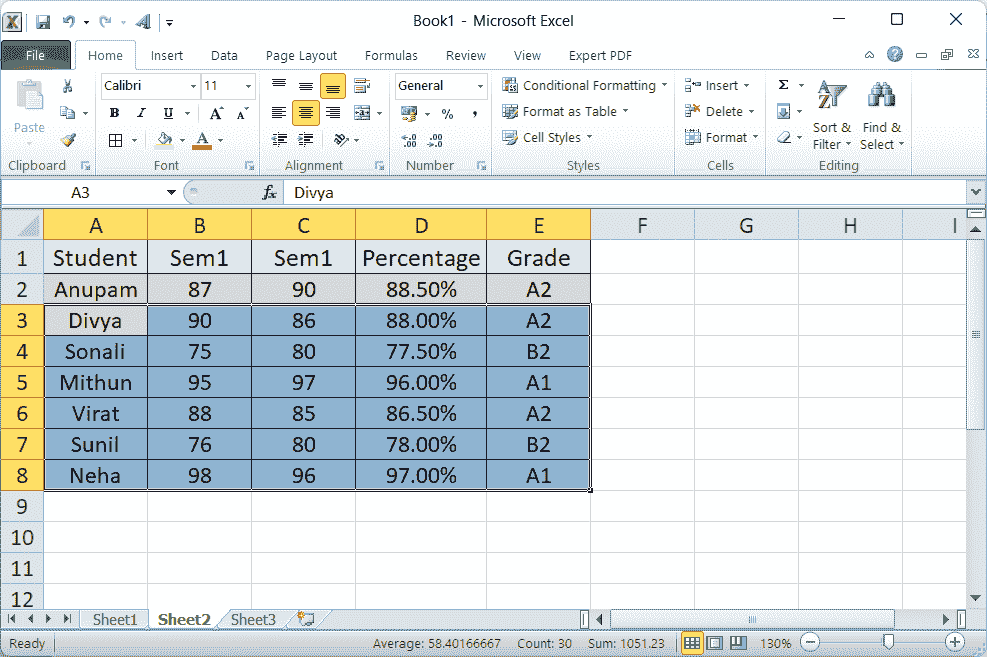 Book1 - Microsoft Excel
File Home Insert Data Page Layout Formulas Review View Expert PDF
Paste
Calibri 11
B I U A A
A
General
% ,
Conditional Formatting
Format as Table
Cell Styles
Insert
Delete
Format
Σ
Sort & Filter
Find & Select
Clipboard Font Alignment Number Styles Cells Editing
A3 fx Divya
A B C D E F G H I
1 Student Sem1 Sem1 Percentage Grade
2 Anupam 87 90 88.50% A2
3 Divya 90 86 88.00% A2
4 Sonali 75 80 77.50% B2
5 Mithun 95 97 96.00% A1
6 Virat 88 85 86.50% A2
7 Sunil 76 80 78.00% B2
8 Neha 98 96 97.00% A1
9
10
11
12
Sheet1 Sheet2 Sheet3
Ready Average: 58.40166667 Count: 30 Sum: 1051.23 130%